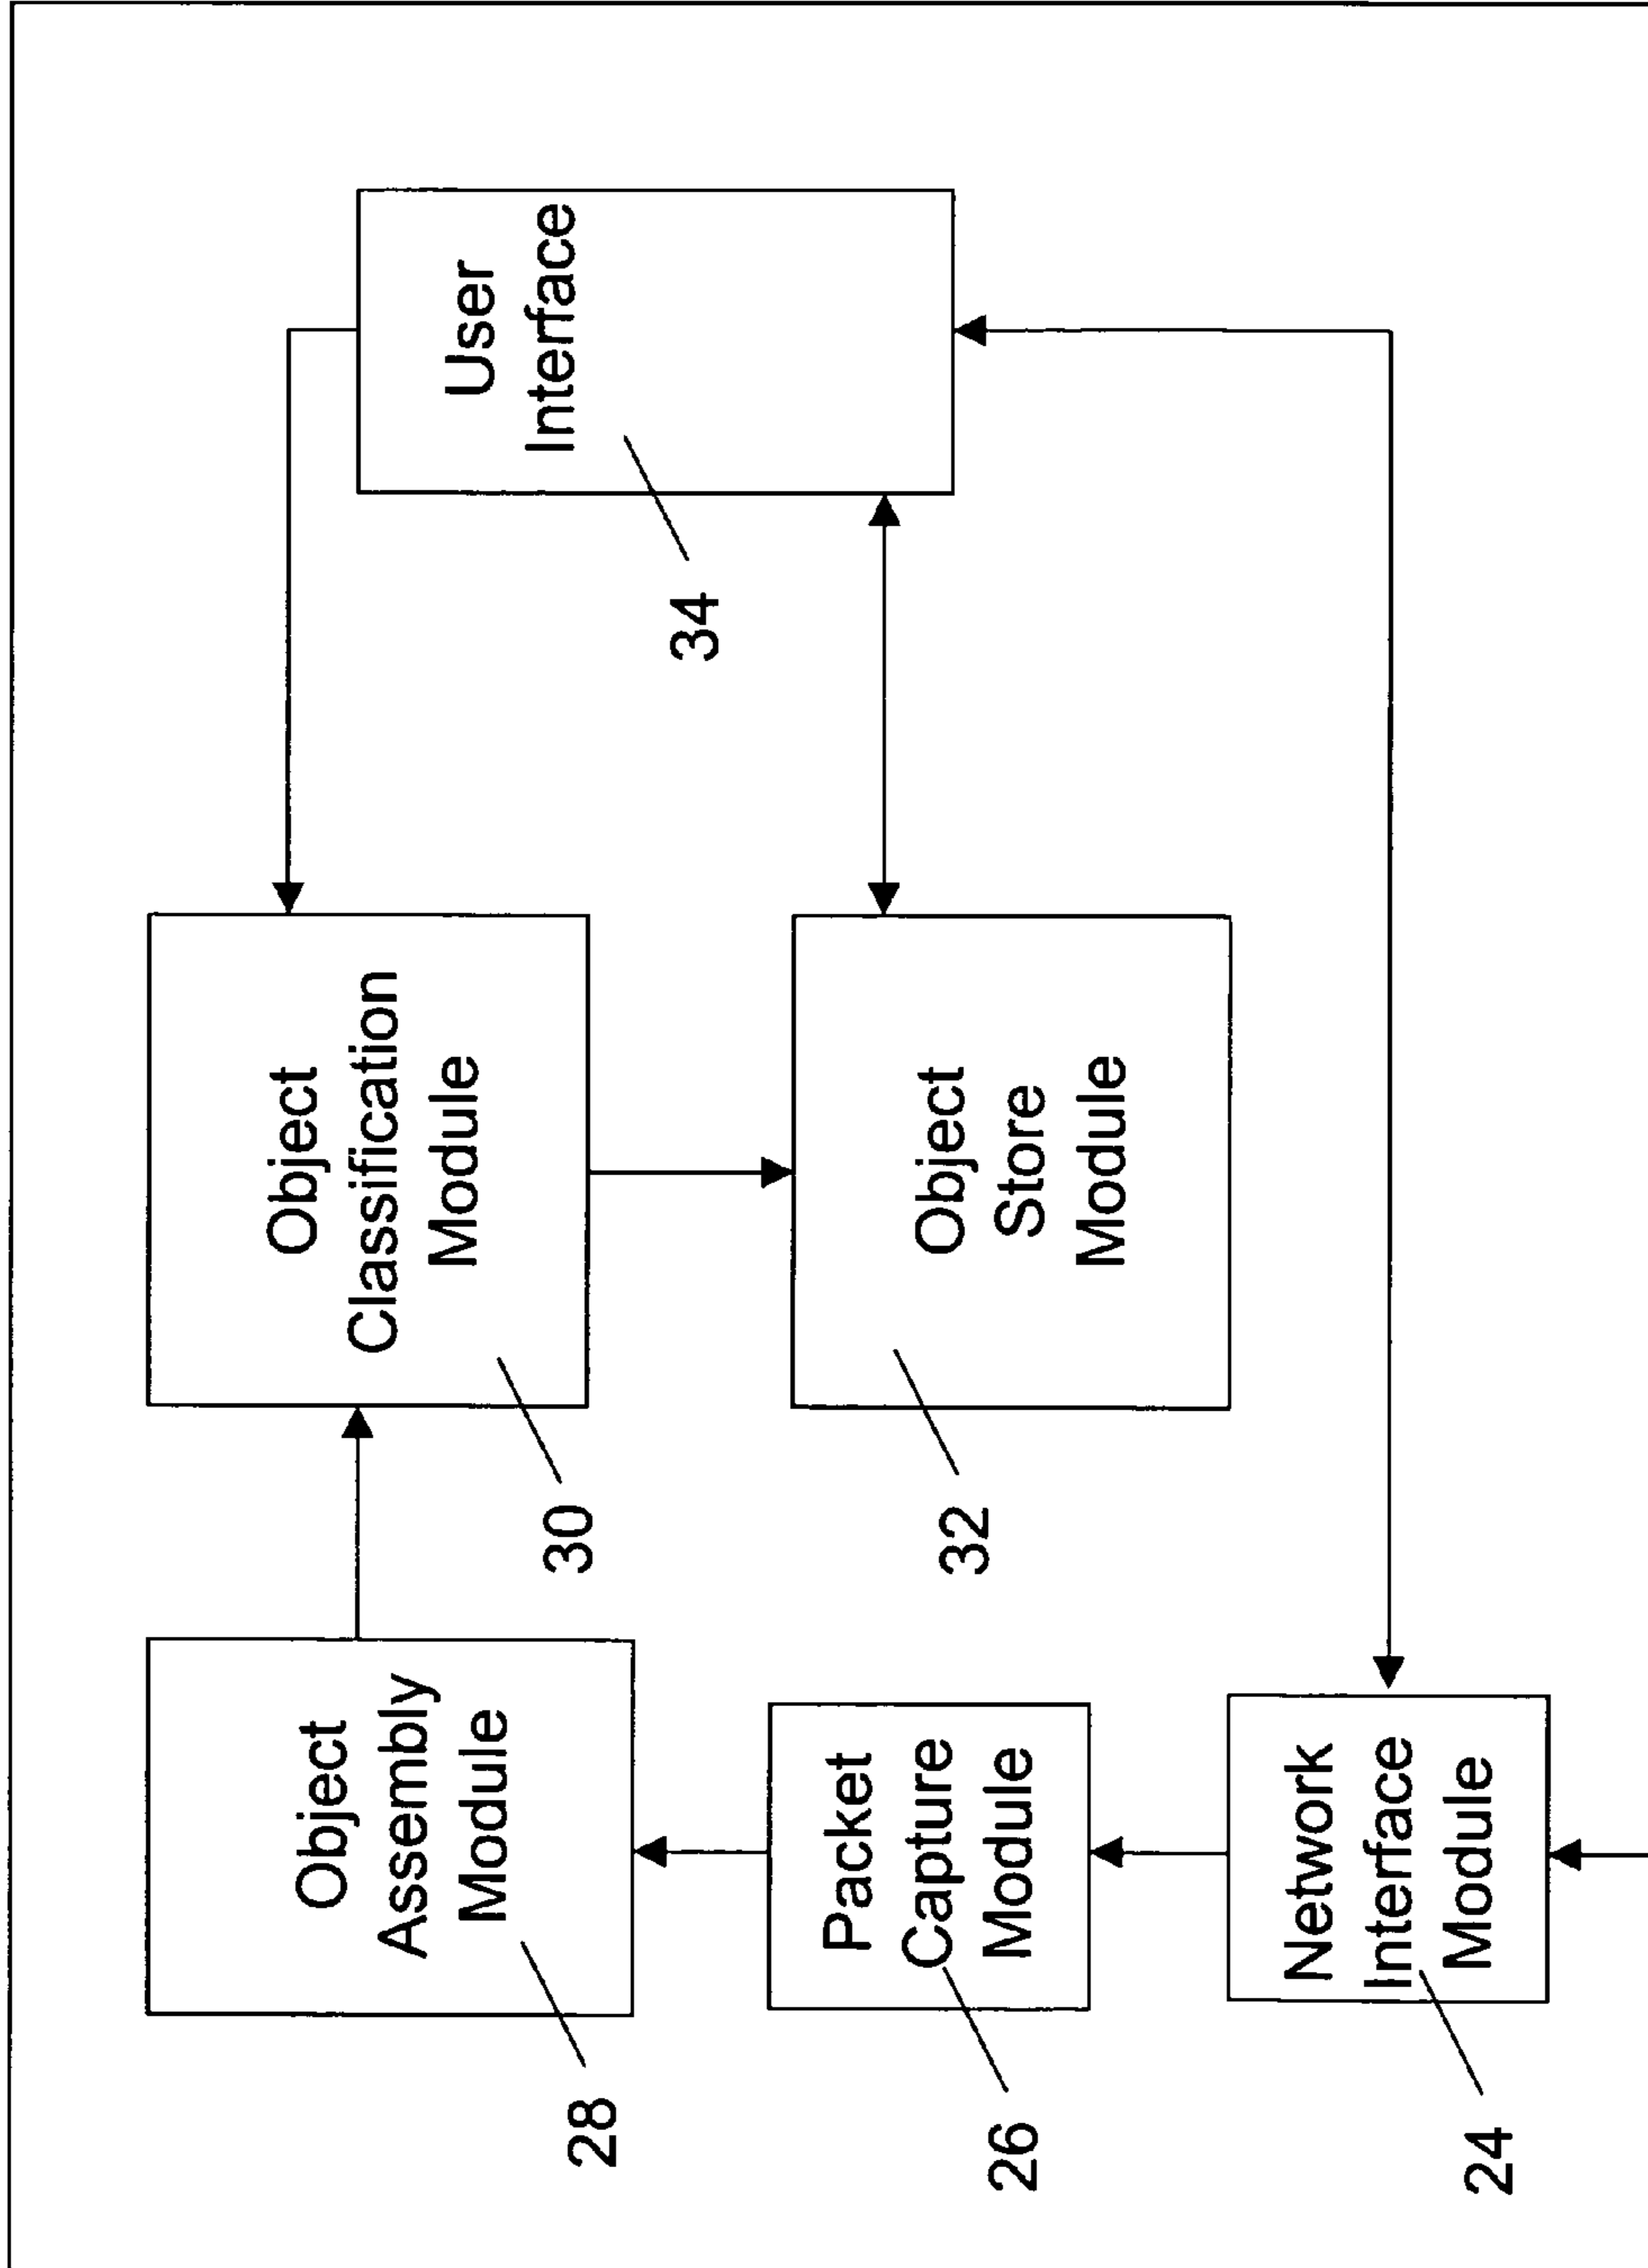 Object
Assembly
Module
28
Packet
Capture
Module
26
Network
Interface
Module
24
Object
Classification
Module
30
Object
Store
Module
32
User
Interface
34